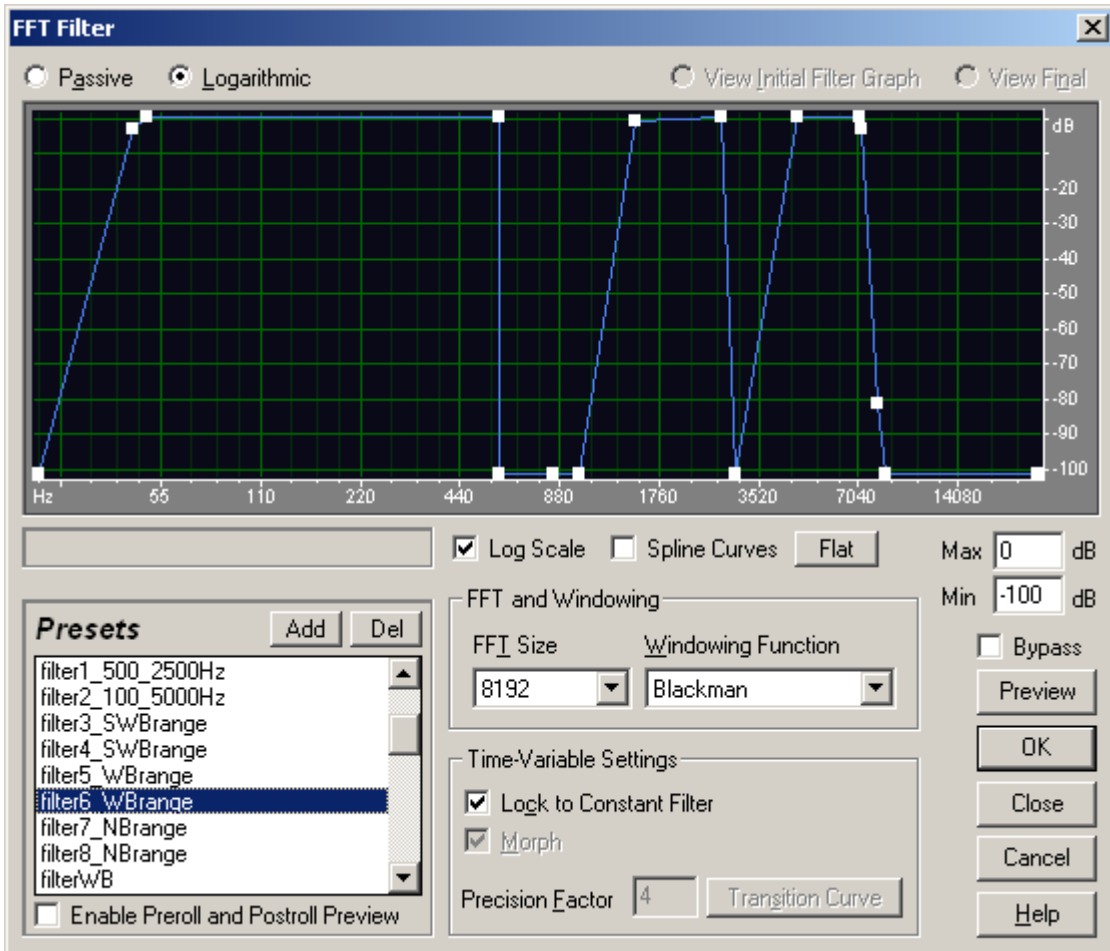 FFT Filter
Passive Logarithmic View Initial Filter Graph View Final
dB
-20
-30
-40
-50
-60
-70
-80
-90
-100
Hz 55 110 220 440 880 1760 3520 7040 14080
Log Scale Spline Curves Flat
Max 0 dB
Min -100 dB
Presets Add Del
filter1_500_2500Hz
filter2_100_5000Hz
filter3_SWBrange
filter4_SWBrange
filter5_WBrange
filter6_WBrange
filter7_NBrange
filter8_NBrange
filterWB
Enable Preroll and Postroll Preview
FFT and Windowing
FFT Size Windowing Function
8192 Blackman
Time-Variable Settings
Lock to Constant Filter
Morph
Precision Factor 4 Transition Curve
Bypass
Preview
OK
Close
Cancel
Help